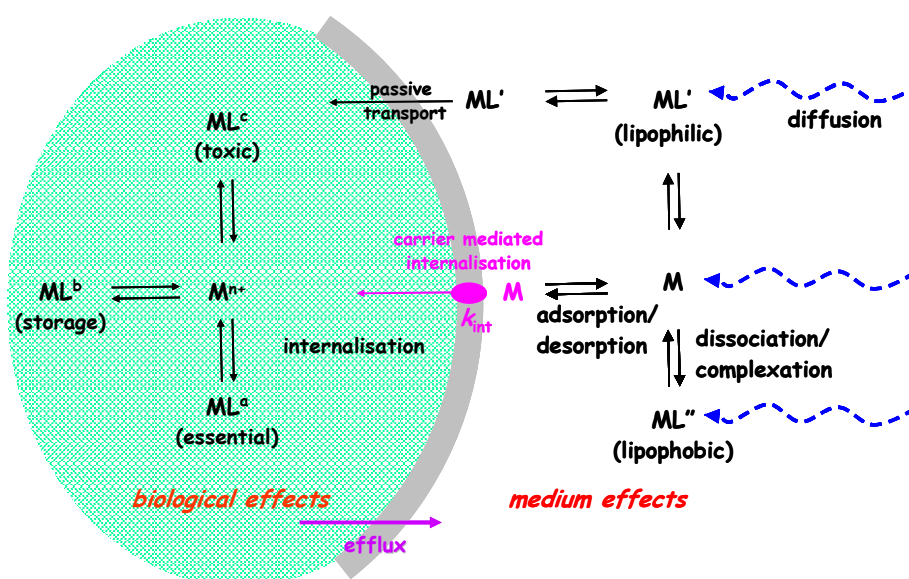 passive
transport
ML'
ML'
(lipophilic)
diffusion
MLᶜ
(toxic)
carrier mediated
internalisation
MLᵇ
(storage)
Mⁿ⁺
M
M
k_int
adsorption/
desorption
internalisation
dissociation/
complexation
MLᵃ
(essential)
ML”
(lipophobic)
biological effects
medium effects
efflux